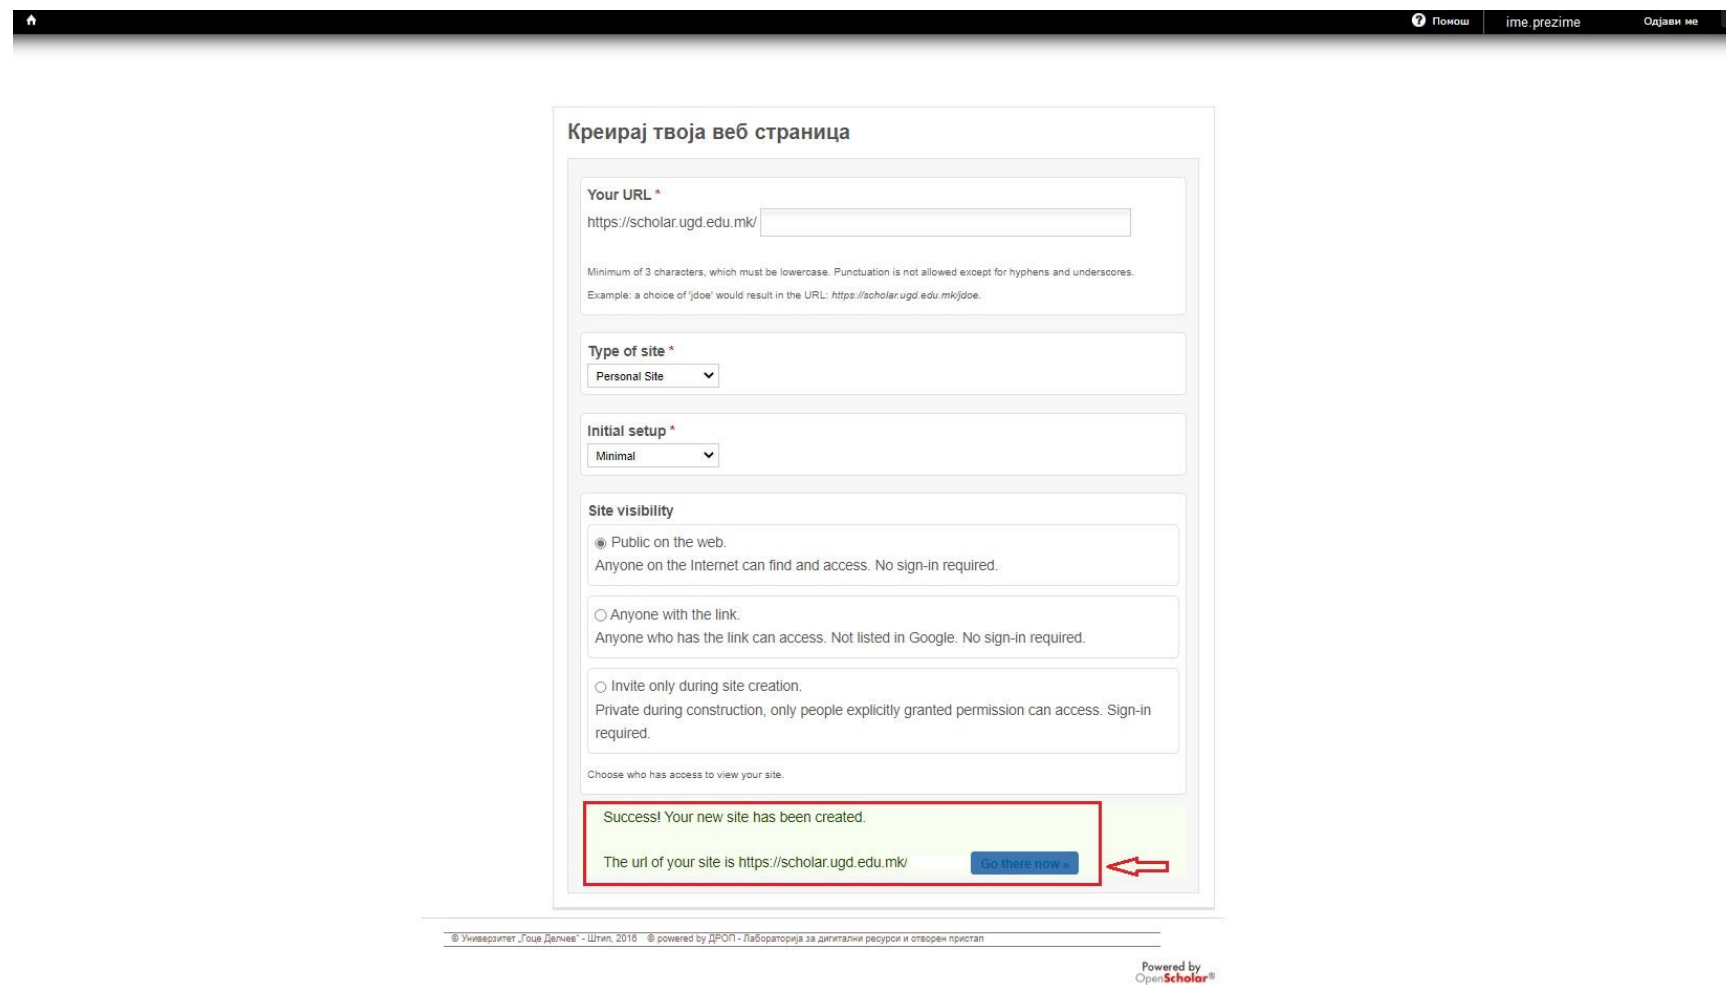 Помош
ime.prezime
Одјави ме
Креирај твоја веб страница
Your URL *
https://scholar.ugd.edu.mk/
Minimum of 3 characters, which must be lowercase. Punctuation is not allowed except for hyphens and underscores.
Example: a choice of 'jdoe' would result in the URL: https://scholar.ugd.edu.mk/jdoe.
Type of site *
Personal Site
Initial setup *
Minimal
Site visibility
Public on the web.
Anyone on the Internet can find and access. No sign-in required.
Anyone with the link.
Anyone who has the link can access. Not listed in Google. No sign-in required.
Invite only during site creation.
Private during construction, only people explicitly granted permission can access. Sign-in
required.
Choose who has access to view your site.
Success! Your new site has been created.
The url of your site is https://scholar.ugd.edu.mk/
Go there now »
© Универзитет „Гоце Делчев" - Штип, 2016 © powered by ДРОП - Лабораторија за дигитални ресурси и отворен пристап
Powered by
OpenScholar®